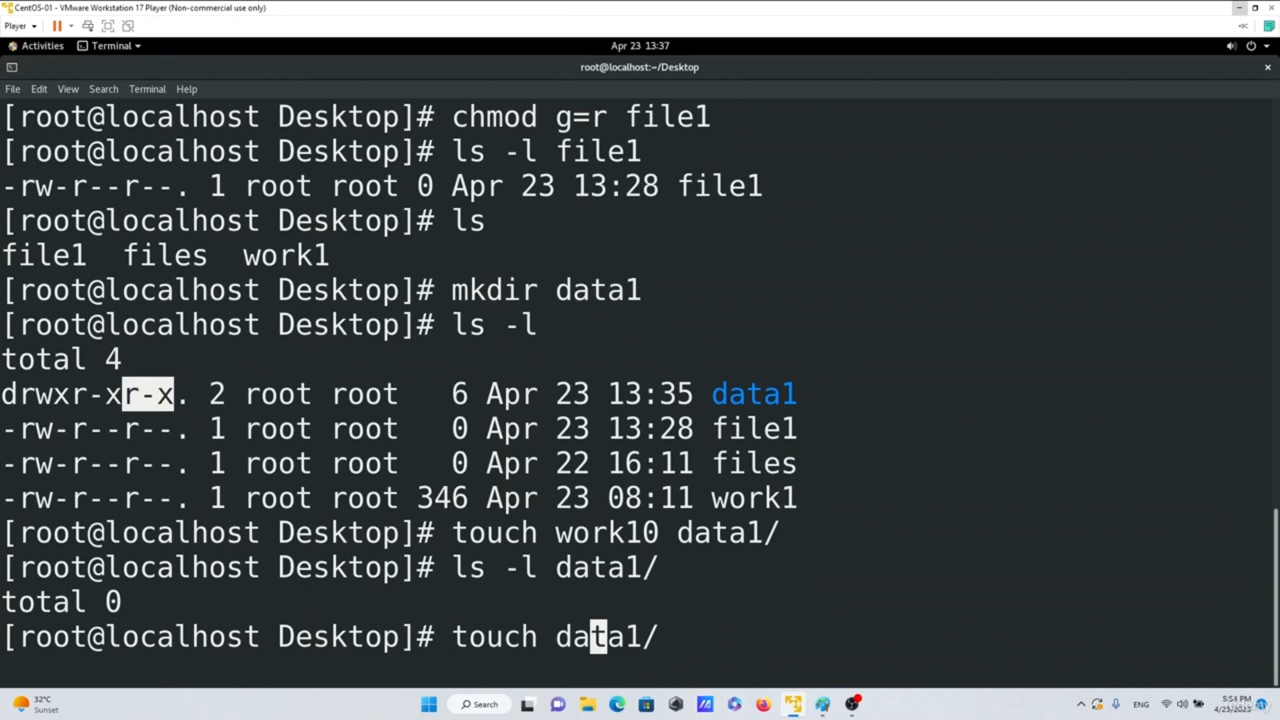 CentOS-01 - VMware Workstation 17 Player (Non-commercial use only)
Player
Activities Terminal Apr 23 13:37
root@localhost:~/Desktop
File Edit View Search Terminal Help
[root@localhost Desktop]# chmod g=r file1
[root@localhost Desktop]# ls -l file1
-rw-r--r--. 1 root root 0 Apr 23 13:28 file1
[root@localhost Desktop]# ls
file1 files work1
[root@localhost Desktop]# mkdir data1
[root@localhost Desktop]# ls -l
total 4
drwxr-xr-x. 2 root root 6 Apr 23 13:35 data1
-rw-r--r--. 1 root root 0 Apr 23 13:28 file1
-rw-r--r--. 1 root root 0 Apr 22 16:11 files
-rw-r--r--. 1 root root 346 Apr 23 08:11 work1
[root@localhost Desktop]# touch work10 data1/
[root@localhost Desktop]# ls -l data1/
total 0
[root@localhost Desktop]# touch data1/
32°C
Sunset
Search
ENG
5:54 PM
4/23/2023